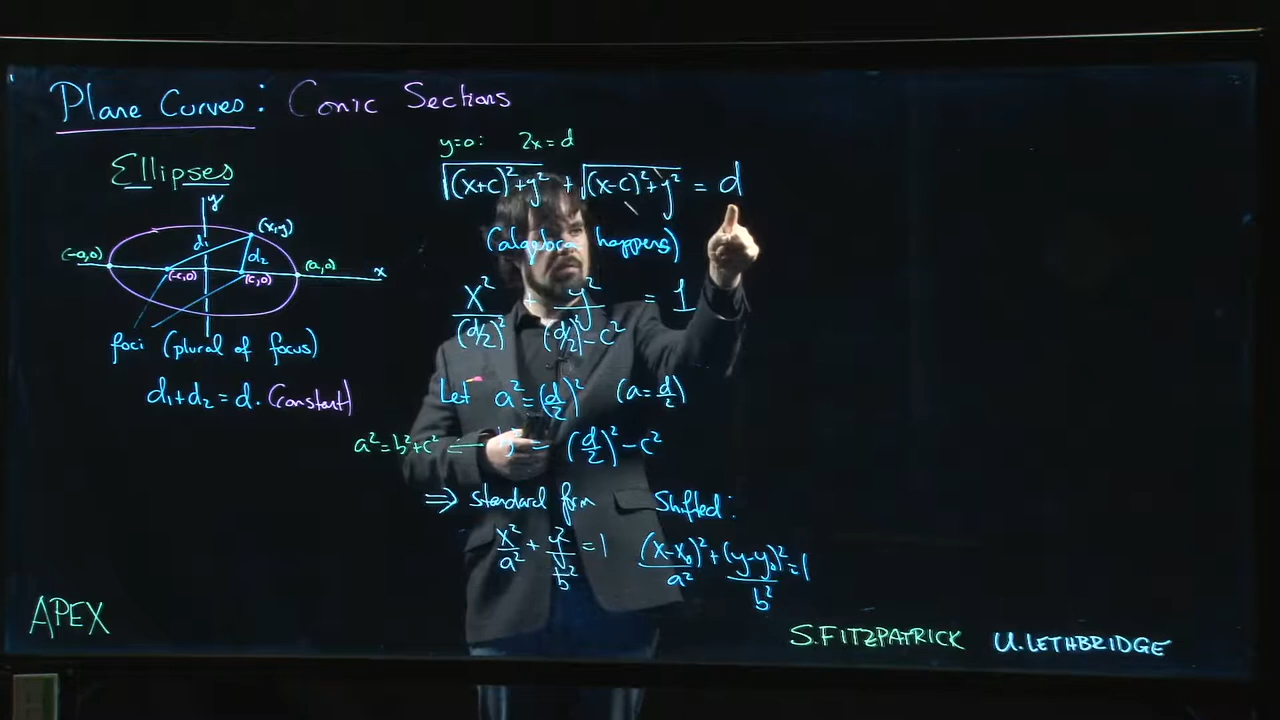 Plane Curves: Conic Sections
Ellipses
y
(x,y)
d₁
d₂
(-a,0)
(-c,0)
(c,0)
(a,0)
x
foci (plural of focus)
d₁+d₂ = d. (constant)
y=0: 2x=d
√((x+c)²+y²) + √((x-c)²+y²) = d
(algebra happens)
x²/(d/2)² + y²/((d/2)²-c²) = 1
Let a² = (d/2)² (a=d/2)
a²=b²+c² ⇐ b² = (d/2)²-c²
⇒ standard form Shifted:
x²/a² + y²/b² = 1 (x-x₀)²/a² + (y-y₀)²/b² = 1
APEX
S.FITZPATRICK U.LETHBRIDGE